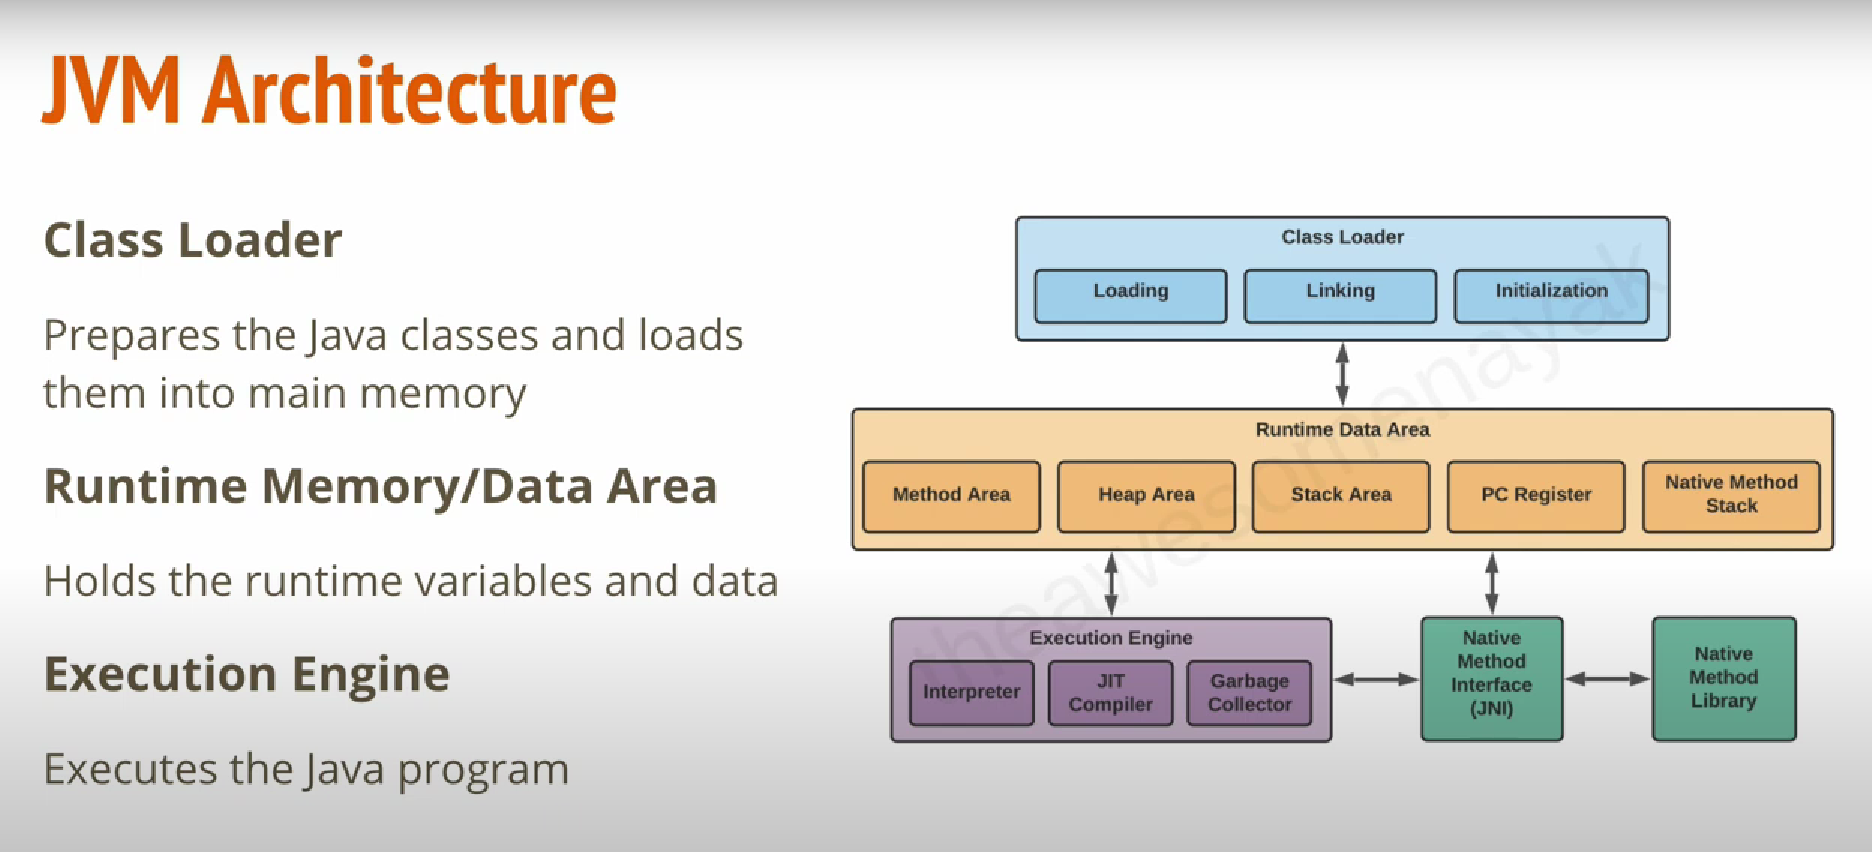 JVM Architecture
Class Loader
Prepares the Java classes and loads
them into main memory
Runtime Memory/Data Area
Holds the runtime variables and data
Execution Engine
Executes the Java program
Class Loader
Loading
Linking
Initialization
Runtime Data Area
Method Area
Heap Area
Stack Area
PC Register
Native Method
Stack
Execution Engine
Interpreter
JIT
Compiler
Garbage
Collector
Native
Method
Interface
(JNI)
Native
Method
Library
theawesomenayak